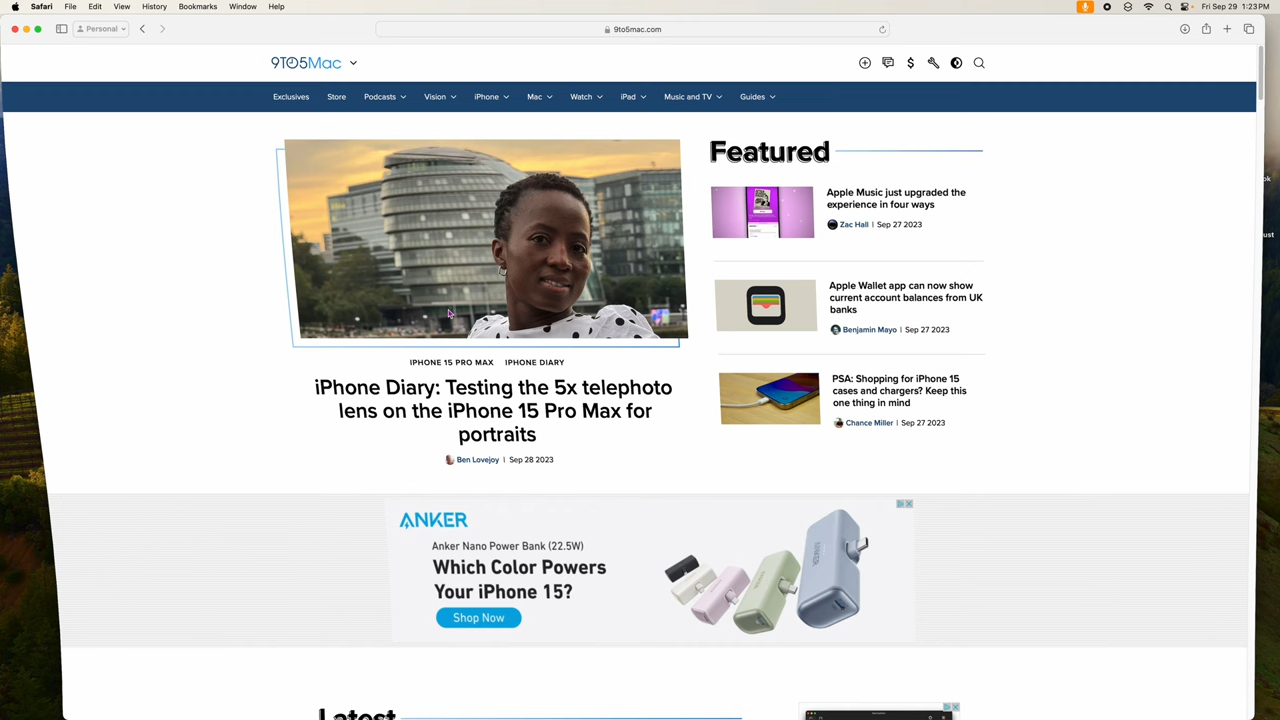 Safari File Edit View History Bookmarks Window Help Fri Sep 29 1:23 PM
Personal 9to5mac.com
9TO5Mac
Exclusives Store Podcasts Vision iPhone Mac Watch iPad Music and TV Guides
IPHONE 15 PRO MAX IPHONE DIARY
iPhone Diary: Testing the 5x telephoto
lens on the iPhone 15 Pro Max for
portraits
Ben Lovejoy | Sep 28 2023
Featured
Apple Music just upgraded the
experience in four ways
Zac Hall | Sep 27 2023
Apple Wallet app can now show
current account balances from UK
banks
Benjamin Mayo | Sep 27 2023
PSA: Shopping for iPhone 15
cases and chargers? Keep this
one thing in mind
Chance Miller | Sep 27 2023
ANKER
Anker Nano Power Bank (22.5W)
Which Color Powers
Your iPhone 15?
Shop Now
Latest